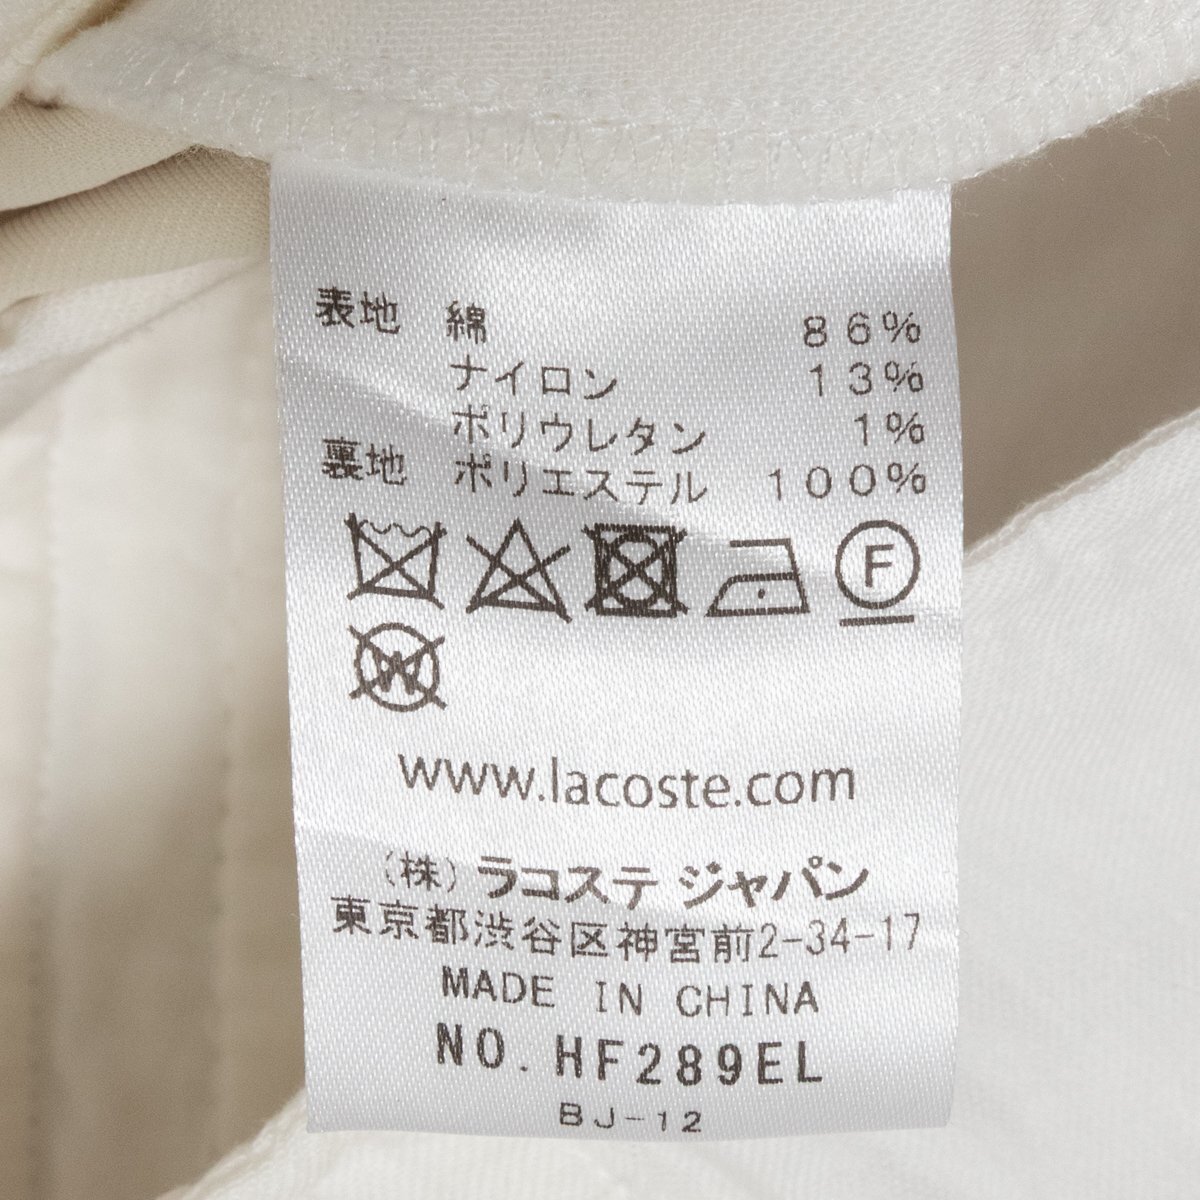 表地 綿 86%
ナイロン 13%
ポリウレタン 1%
裏地 ポリエステル 100%
F
W
www.lacoste.com
(株) ラコステ ジャパン
東京都渋谷区神宮前2-34-17
MADE IN CHINA
NO. HF289EL
BJ-12